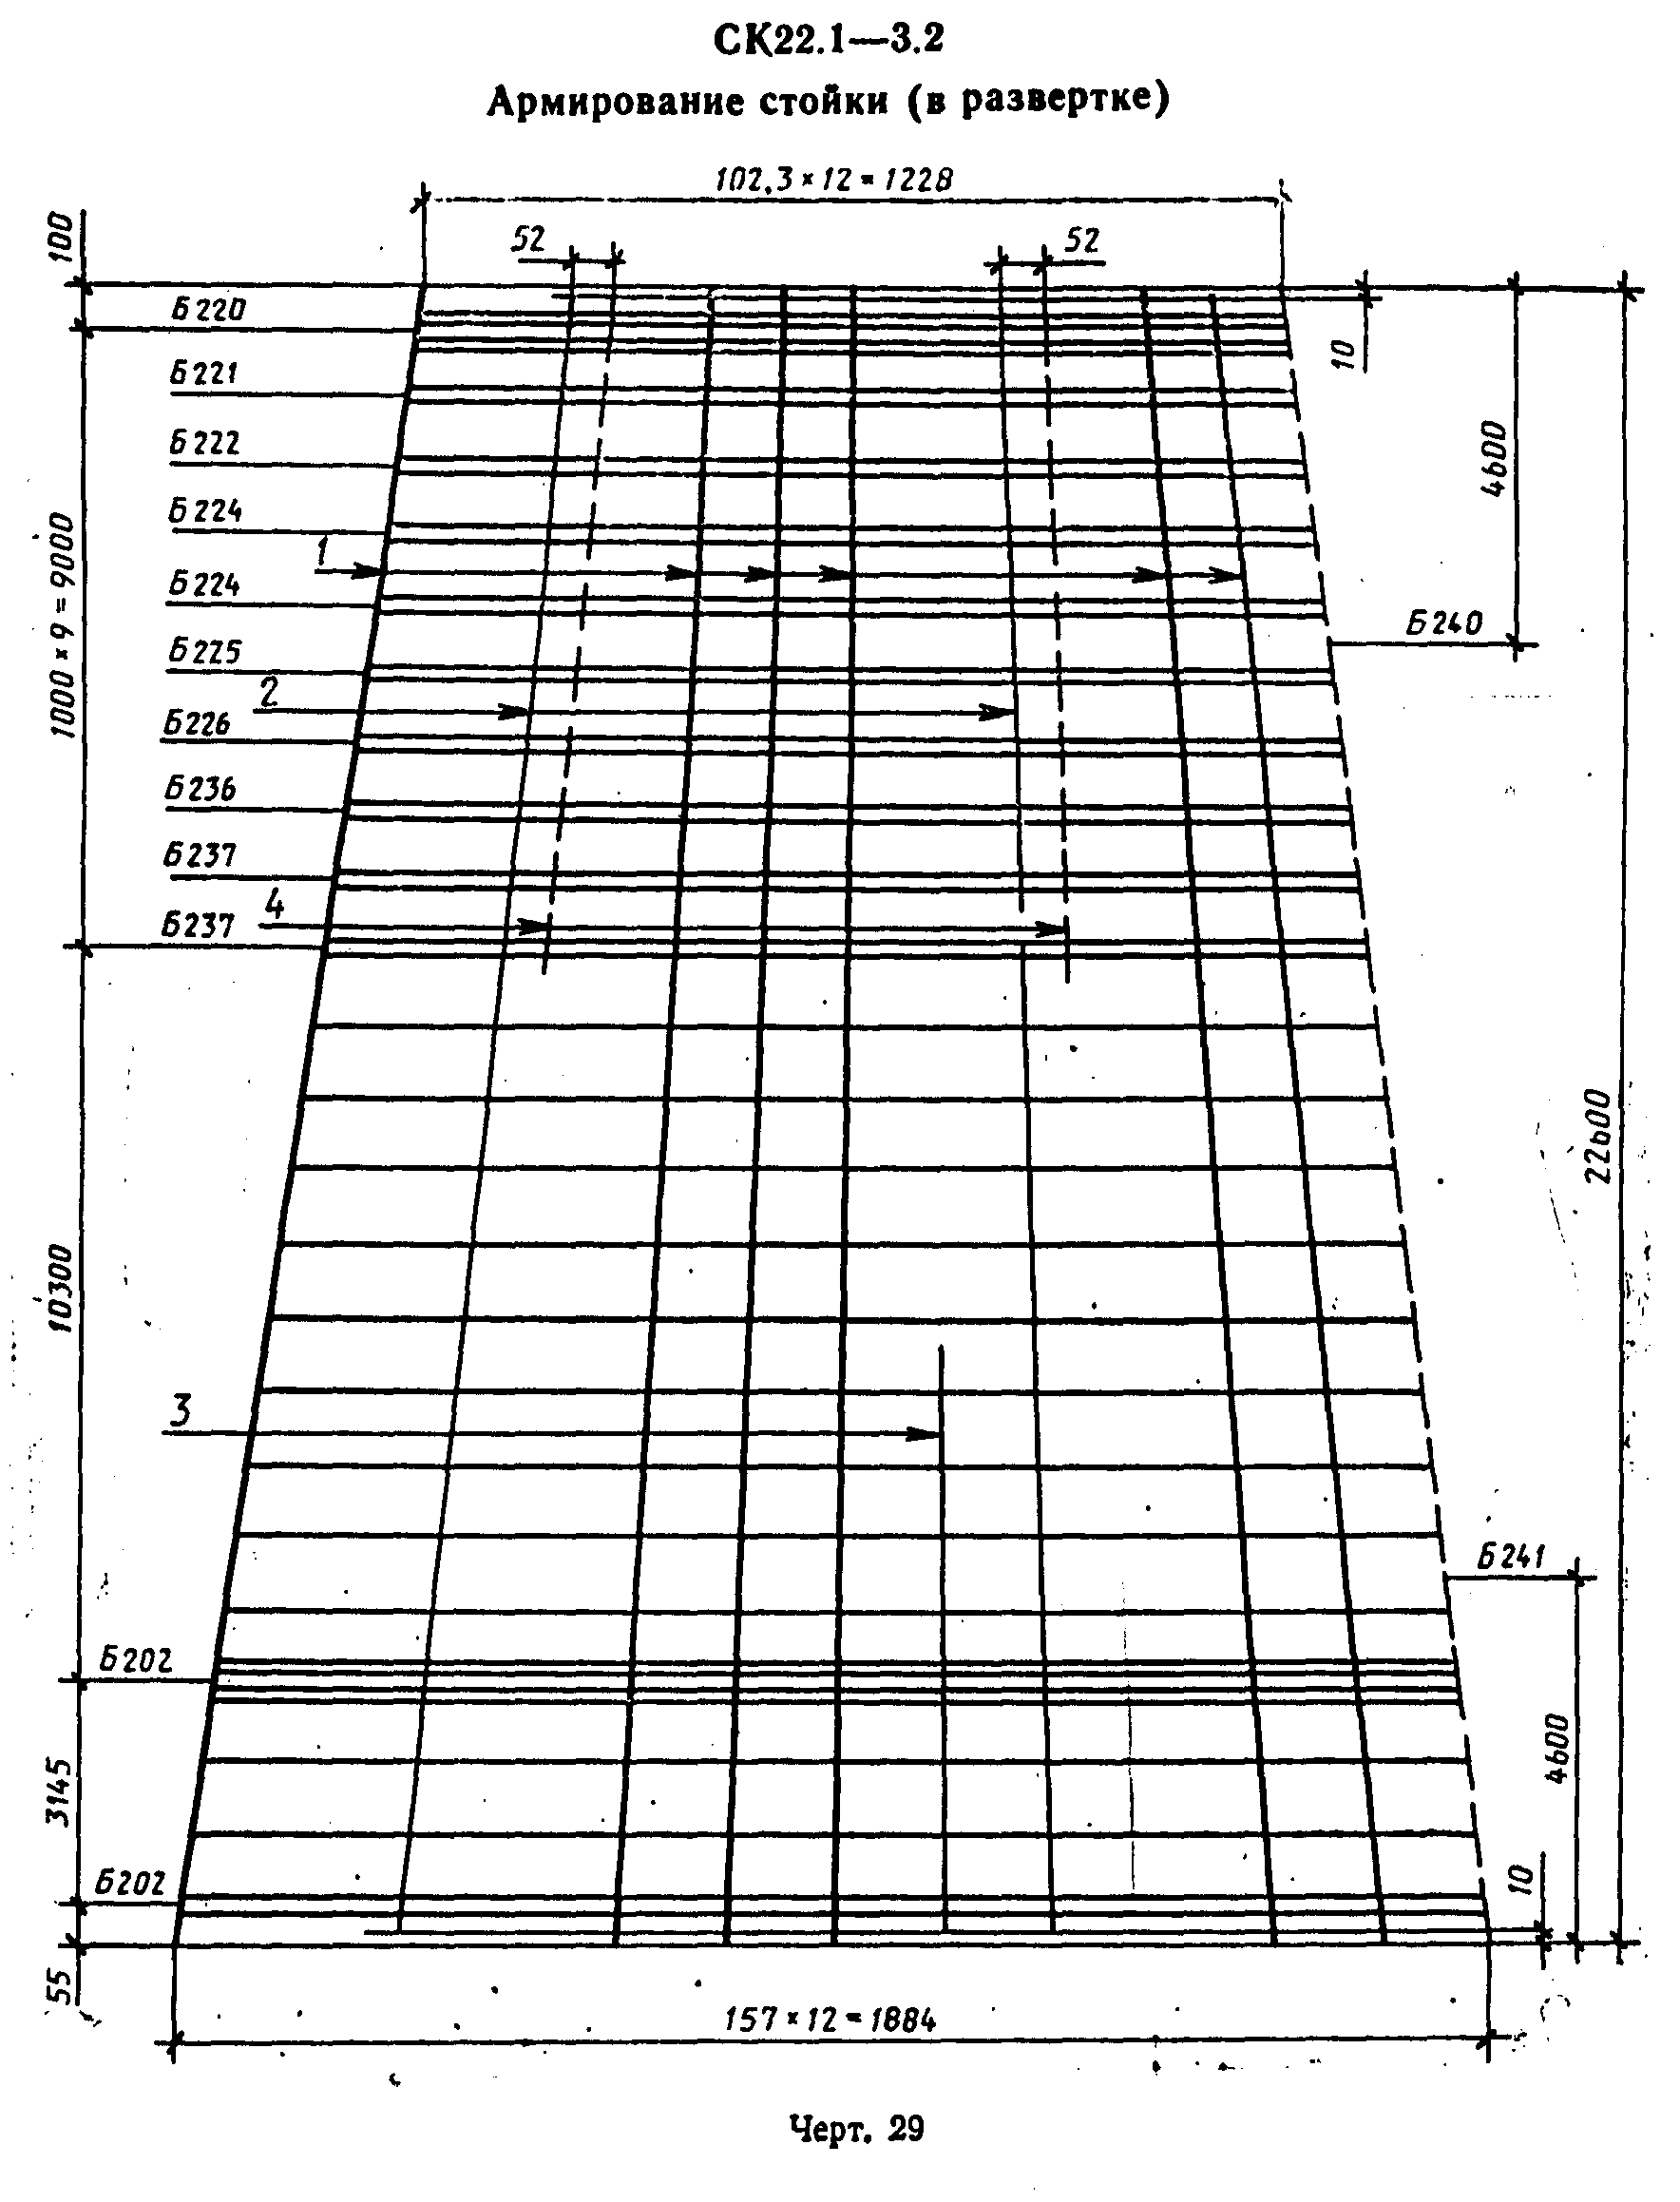 СК22.1—3.2
Армирование стойки (в развертке)
102,3 × 12 = 1228
52
52
100
Б220
10
Б221
4600
Б222
Б224
1
1000 × 9 = 9000
Б224
Б240
Б225
2
Б226
Б236
Б237
4
Б237
22600
10300
3
Б241
Б202
4600
3145
Б202
10
55
157 × 12 = 1884
Черт. 29